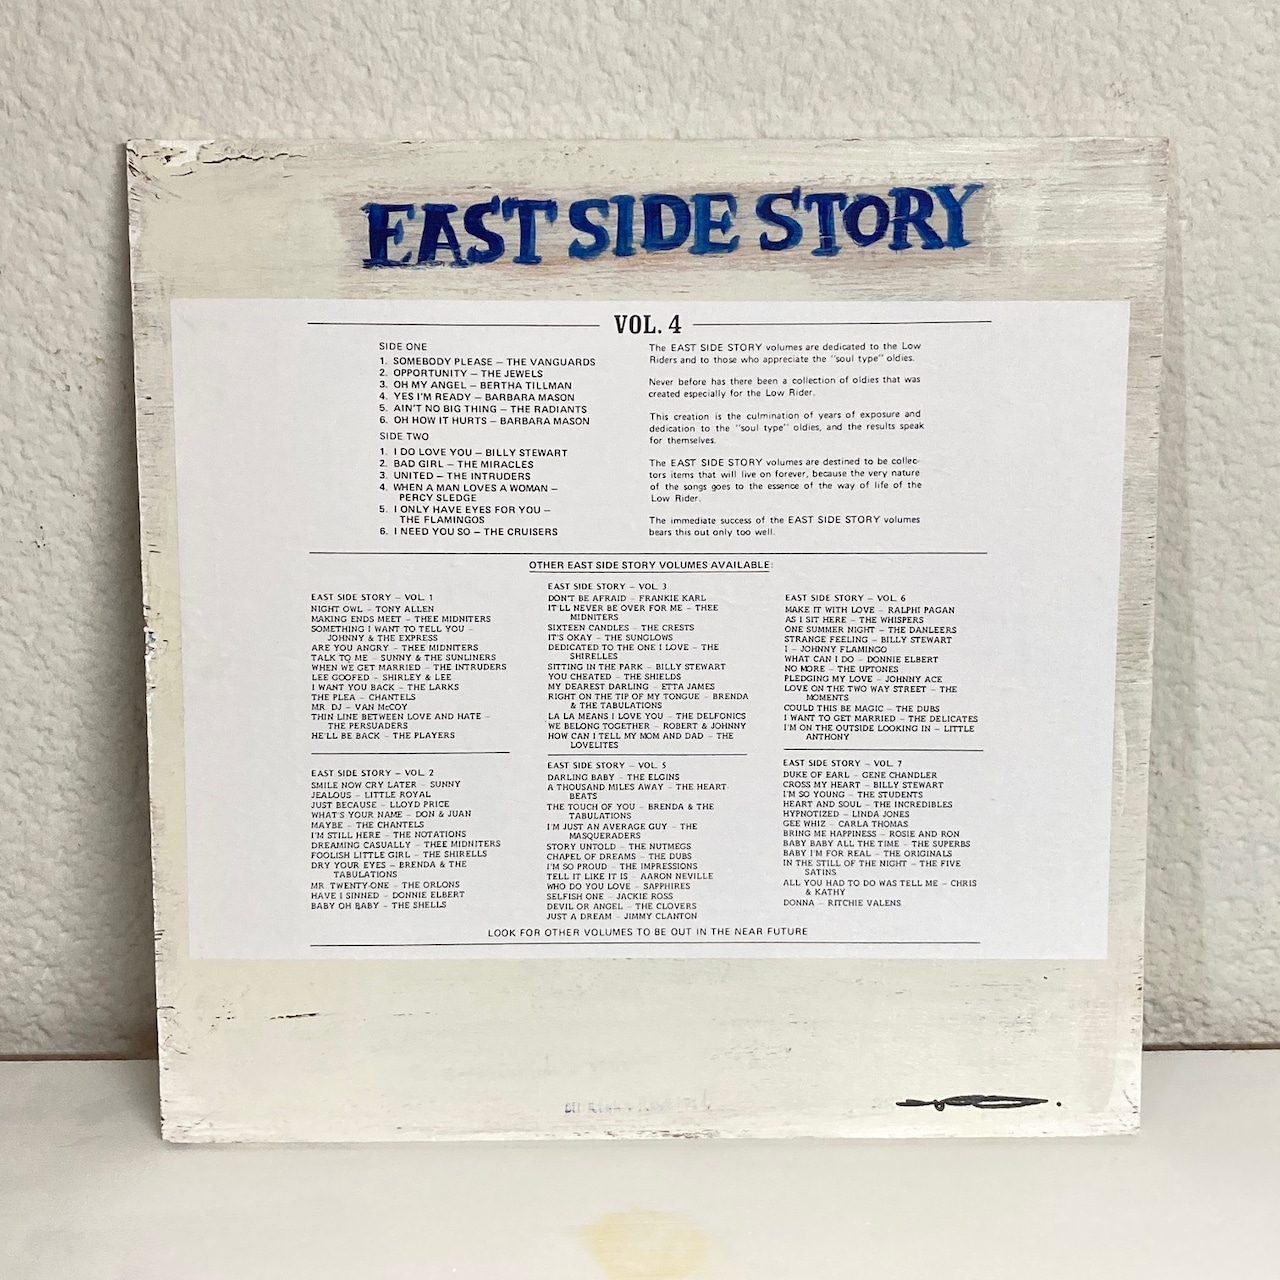 EAST SIDE STORY
VOL. 4
SIDE ONE
1. SOMEBODY PLEASE – THE VANGUARDS
2. OPPORTUNITY – THE JEWELS
3. OH MY ANGEL – BERTHA TILLMAN
4. YES I'M READY – BARBARA MASON
5. AIN'T NO BIG THING – THE RADIANTS
6. OH HOW IT HURTS – BARBARA MASON
SIDE TWO
1. I DO LOVE YOU – BILLY STEWART
2. BAD GIRL – THE MIRACLES
3. UNITED – THE INTRUDERS
4. WHEN A MAN LOVES A WOMAN –
PERCY SLEDGE
5. I ONLY HAVE EYES FOR YOU –
THE FLAMINGOS
6. I NEED YOU SO – THE CRUISERS
The EAST SIDE STORY volumes are dedicated to the Low
Riders and to those who appreciate the "soul type" oldies.
Never before has there been a collection of oldies that was
created especially for the Low Rider.
This creation is the culmination of years of exposure and
dedication to the "soul type" oldies, and the results speak
for themselves.
The EAST SIDE STORY volumes are destined to be collec-
tors items that will live on forever, because the very nature
of the songs goes to the essence of the way of life of the
Low Rider.
The immediate success of the EAST SIDE STORY volumes
bears this out only too well.
OTHER EAST SIDE STORY VOLUMES AVAILABLE:
EAST SIDE STORY – VOL. 1
NIGHT OWL – TONY ALLEN
MAKING ENDS MEET – THEE MIDNITERS
SOMETHING I WANT TO TELL YOU –
JOHNNY & THE EXPRESS
ARE YOU ANGRY – THEE MIDNITERS
TALK TO ME – SUNNY & THE SUNLINERS
WHEN WE GET MARRIED – THE INTRUDERS
LEE GOOFED – SHIRLEY & LEE
I WANT YOU BACK – THE LARKS
THE PLEA – CHANTELS
MR. DJ – VAN McCOY
THIN LINE BETWEEN LOVE AND HATE –
THE PERSUADERS
HE'LL BE BACK – THE PLAYERS
EAST SIDE STORY – VOL. 2
SMILE NOW CRY LATER – SUNNY
JEALOUS – LITTLE ROYAL
JUST BECAUSE – LLOYD PRICE
WHAT'S YOUR NAME – DON & JUAN
MAYBE – THE CHANTELS
I'M STILL HERE – THE NOTATIONS
DREAMING CASUALLY – THEE MIDNITERS
FOOLISH LITTLE GIRL – THE SHIRELLS
DRY YOUR EYES – BRENDA & THE
TABULATIONS
MR. TWENTY-ONE – THE ORLONS
HAVE I SINNED – DONNIE ELBERT
BABY OH BABY – THE SHELLS
EAST SIDE STORY – VOL. 3
DON'T BE AFRAID – FRANKIE KARL
IT'LL NEVER BE OVER FOR ME – THEE
MIDNITERS
SIXTEEN CANDLES – THE CRESTS
IT'S OKAY – THE SUNGLOWS
DEDICATED TO THE ONE I LOVE – THE
SHIRELLES
SITTING IN THE PARK – BILLY STEWART
YOU CHEATED – THE SHIELDS
MY DEAREST DARLING – ETTA JAMES
RIGHT ON THE TIP OF MY TONGUE – BRENDA
& THE TABULATIONS
LA LA MEANS I LOVE YOU – THE DELFONICS
WE BELONG TOGETHER – ROBERT & JOHNNY
HOW CAN I TELL MY MOM AND DAD – THE
LOVELITES
EAST SIDE STORY – VOL. 5
DARLING BABY – THE ELGINS
A THOUSAND MILES AWAY – THE HEART-
BEATS
THE TOUCH OF YOU – BRENDA & THE
TABULATIONS
I'M JUST AN AVERAGE GUY – THE
MASQUERADERS
STORY UNTOLD – THE NUTMEGS
CHAPEL OF DREAMS – THE DUBS
I'M SO PROUD – THE IMPRESSIONS
TELL IT LIKE IT IS – AARON NEVILLE
WHO DO YOU LOVE – SAPPHIRES
SELFISH ONE – JACKIE ROSS
DEVIL OR ANGEL – THE CLOVERS
JUST A DREAM – JIMMY CLANTON
EAST SIDE STORY – VOL. 6
MAKE IT WITH LOVE – RALPHI PAGAN
AS I SIT HERE – THE WHISPERS
ONE SUMMER NIGHT – THE DANLEERS
STRANGE FEELING – BILLY STEWART
I – JOHNNY FLAMINGO
WHAT CAN I DO – DONNIE ELBERT
NO MORE – THE UPTONES
PLEDGING MY LOVE – JOHNNY ACE
LOVE ON THE TWO WAY STREET – THE
MOMENTS
COULD THIS BE MAGIC – THE DUBS
I WANT TO GET MARRIED – THE DELICATES
I'M ON THE OUTSIDE LOOKING IN – LITTLE
ANTHONY
EAST SIDE STORY – VOL. 7
DUKE OF EARL – GENE CHANDLER
CROSS MY HEART – BILLY STEWART
I'M SO YOUNG – THE STUDENTS
HEART AND SOUL – THE INCREDIBLES
HYPNOTIZED – LINDA JONES
GEE WHIZ – CARLA THOMAS
BRING ME HAPPINESS – ROSIE AND RON
BABY BABY ALL THE TIME – THE SUPERBS
BABY I'M FOR REAL – THE ORIGINALS
IN THE STILL OF THE NIGHT – THE FIVE
SATINS
ALL YOU HAD TO DO WAS TELL ME – CHRIS
& KATHY
DONNA – RITCHIE VALENS
LOOK FOR OTHER VOLUMES TO BE OUT IN THE NEAR FUTURE